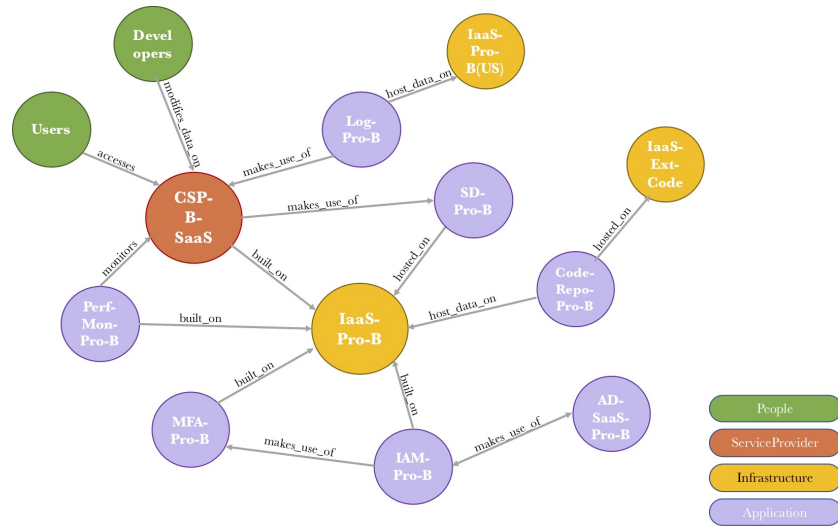 Devel
opers
IaaS-
Pro-
B(US)
host_data_on
modifies_data_on
Users
Log-
Pro-B
IaaS-
Ext-
Code
accesses
makes_use_of
CSP-
B-
SaaS
makes_use_of
SD-
Pro-B
hosted_on
monitors
built_on
hosted_on
Code-
Repo-
Pro-B
Perf-
Mon-
Pro-B
built_on
IaaS-
Pro-B
host_data_on
built_on
built_on
MFA-
Pro-B
makes_use_of
IAM-
Pro-B
makes_use_of
AD-
SaaS-
Pro-B
People
ServiceProvider
Infrastructure
Application